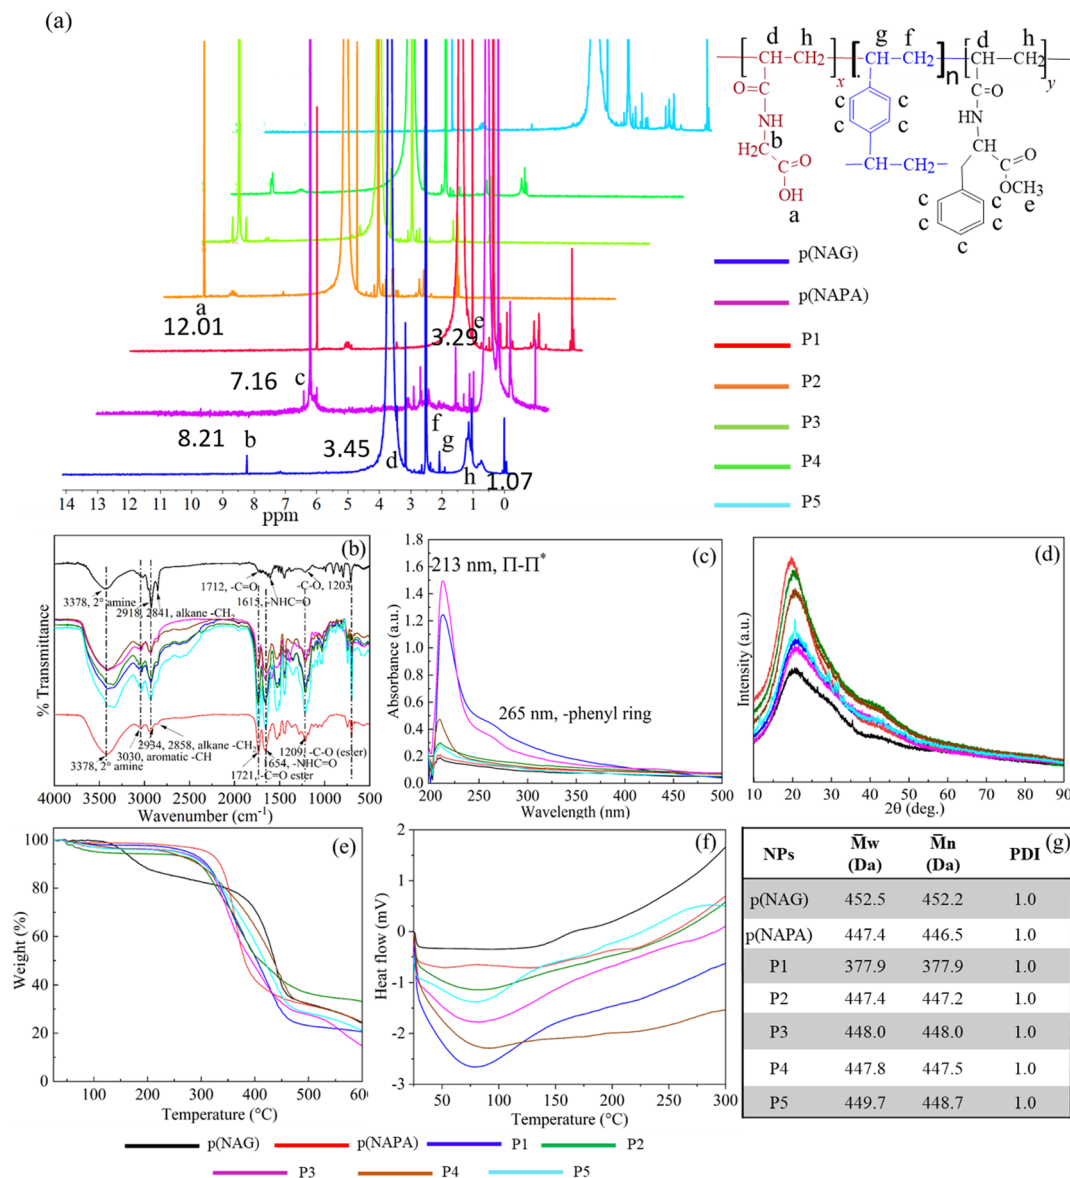 (a)
d h g f d h
CH CH2 CH CH2 CH CH2
x n y
O C c c C O
NH c c NH
H2C b CH
C O CH CH2 C O
OH OCH3
a c c e
c c
c
p(NAG)
p(NAPA)
P1
P2
P3
P4
P5
a
12.01
e
3.29
7.16 c
8.21 b
3.45 d f g
h 1.07
14 13 12 11 10 9 8 7 6 5 4 3 2 1 0
ppm
(b)
1712, -C=O
-C-O, 1203
1615, -NHC=O
3378, 2° amine
2918, 2841, alkane -CH2
2934, 2858, alkane -CH2
3030, aromatic -CH
3378, 2° amine
1209, -C-O (ester)
1654, -NHC=O
1721, -C=O ester
% Transmittance
4000 3500 3000 2500 2000 1500 1000 500
Wavenumber (cm-1)
(c)
213 nm, Π-Π*
265 nm, -phenyl ring
Absorbance (a.u.)
1.8
1.6
1.4
1.2
1.0
0.8
0.6
0.4
0.2
0.0
200 250 300 350 400 450 500
Wavelength (nm)
(d)
Intensity (a.u.)
10 20 30 40 50 60 70 80 90
2θ (deg.)
(e)
Weight (%)
100
80
60
40
20
0
100 200 300 400 500 600
Temperature (°C)
(f)
Heat flow (mV)
2
1
0
-1
-2
-3
50 100 150 200 250 300
Temperature (°C)
(g)
NPs M̄w (Da) M̄n (Da) PDI
p(NAG) 452.5 452.2 1.0
p(NAPA) 447.4 446.5 1.0
P1 377.9 377.9 1.0
P2 447.4 447.2 1.0
P3 448.0 448.0 1.0
P4 447.8 447.5 1.0
P5 449.7 448.7 1.0
p(NAG) p(NAPA) P1 P2
P3 P4 P5